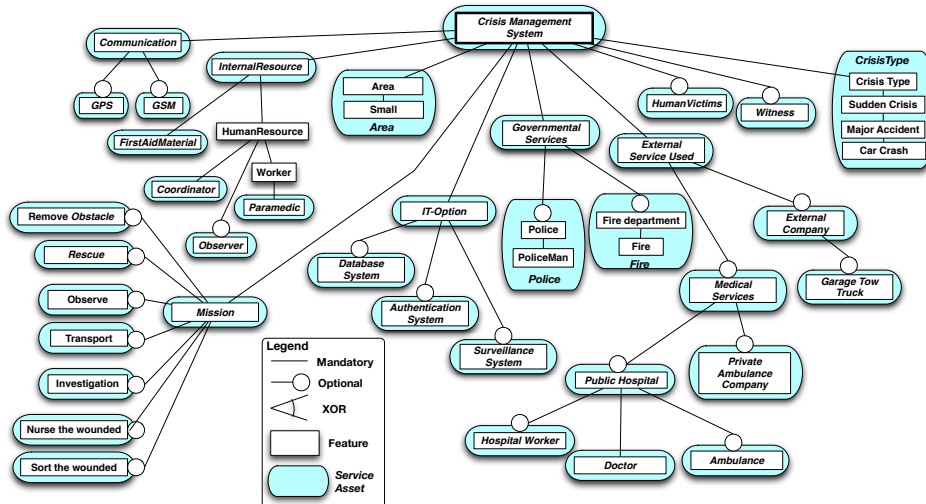 Crisis Management
System
Communication
GPS
GSM
InternalResource
FirstAidMaterial
HumanResource
Coordinator
Worker
Paramedic
Observer
Area
Small
Area
Governmental
Services
Police
PoliceMan
Police
Fire department
Fire
Fire
HumanVictims
Witness
CrisisType
Crisis Type
Sudden Crisis
Major Accident
Car Crash
External
Service Used
External
Company
Garage Tow
Truck
Medical
Services
Private
Ambulance
Company
Public Hospital
Hospital Worker
Doctor
Ambulance
IT-Option
Database
System
Authentication
System
Surveillance
System
Mission
Remove Obstacle
Rescue
Observe
Transport
Investigation
Nurse the wounded
Sort the wounded
Legend
Mandatory
Optional
XOR
Feature
Service
Asset